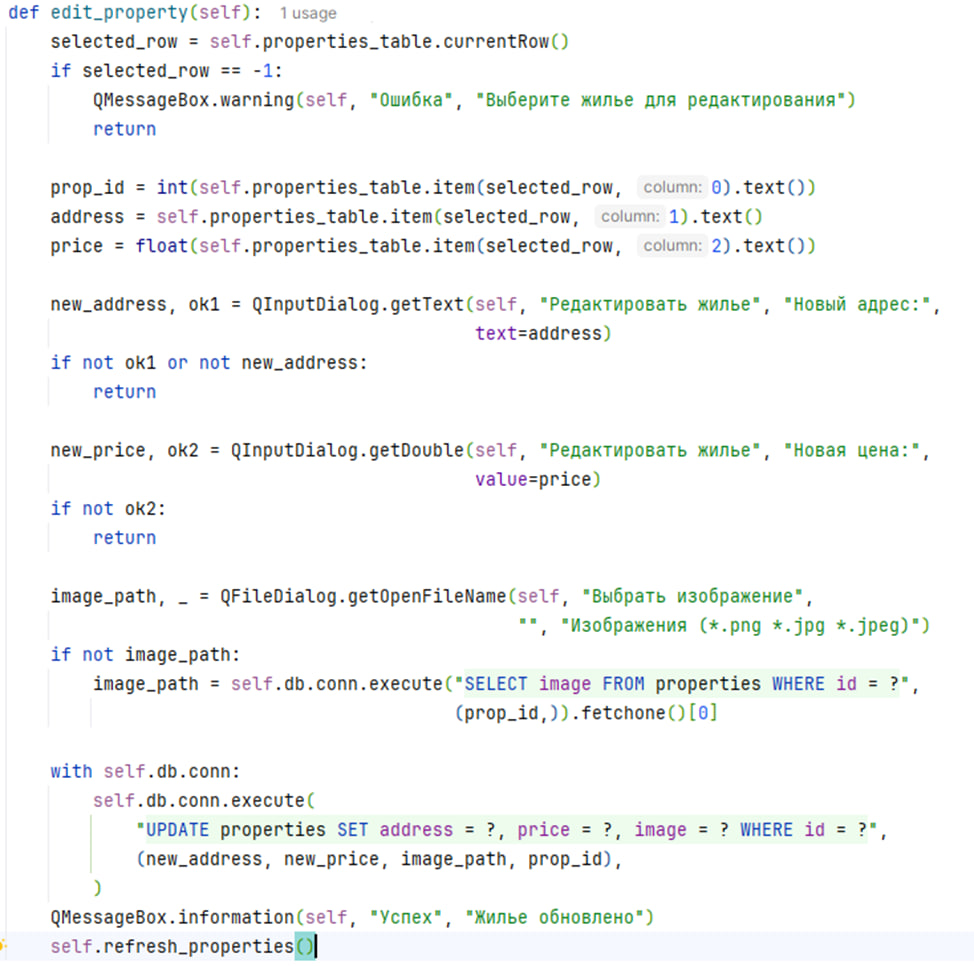 def edit_property(self): 1 usage
    selected_row = self.properties_table.currentRow()
    if selected_row == -1:
        QMessageBox.warning(self, "Ошибка", "Выберите жилье для редактирования")
        return

    prop_id = int(self.properties_table.item(selected_row, column: 0).text())
    address = self.properties_table.item(selected_row, column: 1).text()
    price = float(self.properties_table.item(selected_row, column: 2).text())

    new_address, ok1 = QInputDialog.getText(self, "Редактировать жилье", "Новый адрес:",
                                            text=address)
    if not ok1 or not new_address:
        return

    new_price, ok2 = QInputDialog.getDouble(self, "Редактировать жилье", "Новая цена:",
                                            value=price)
    if not ok2:
        return

    image_path, _ = QFileDialog.getOpenFileName(self, "Выбрать изображение",
                                                "", "Изображения (*.png *.jpg *.jpeg)")
    if not image_path:
        image_path = self.db.conn.execute("SELECT image FROM properties WHERE id = ?",
                                          (prop_id,)).fetchone()[0]

    with self.db.conn:
        self.db.conn.execute(
            "UPDATE properties SET address = ?, price = ?, image = ? WHERE id = ?",
            (new_address, new_price, image_path, prop_id),
        )
    QMessageBox.information(self, "Успех", "Жилье обновлено")
    self.refresh_properties()